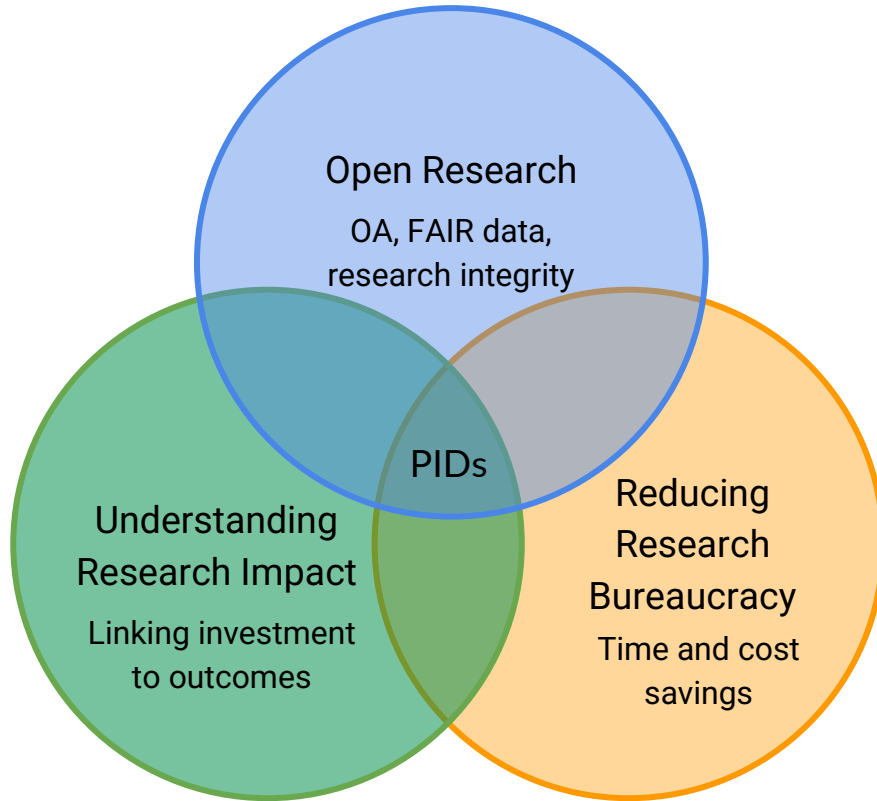 Open Research
OA, FAIR data,
research integrity
PIDs
Understanding
Research Impact
Linking investment
to outcomes
Reducing
Research
Bureaucracy
Time and cost
savings